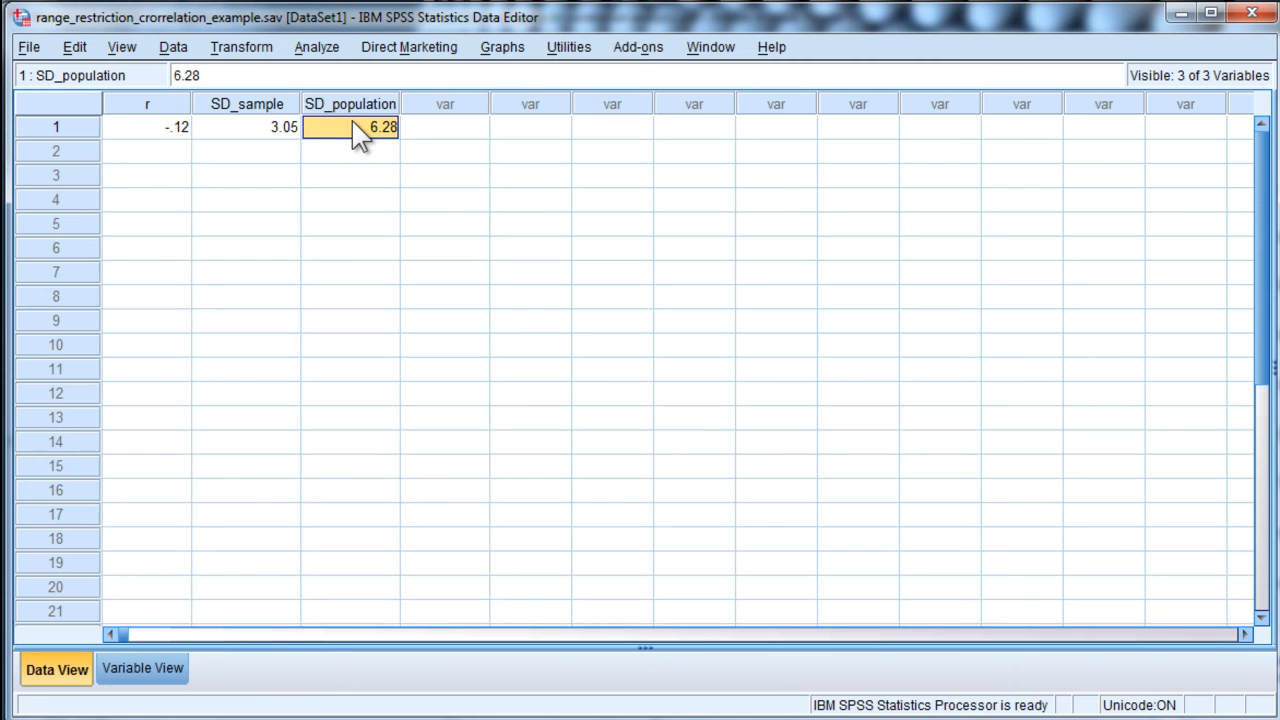 range_restriction_crorrelation_example.sav [DataSet1] - IBM SPSS Statistics Data Editor
File Edit View Data Transform Analyze Direct Marketing Graphs Utilities Add-ons Window Help
1 : SD_population 6.28 Visible: 3 of 3 Variables
r SD_sample SD_population var var var var var var var var var var
1 -.12 3.05 6.28
2
3
4
5
6
7
8
9
10
11
12
13
14
15
16
17
18
19
20
21
Data View Variable View
IBM SPSS Statistics Processor is ready Unicode:ON